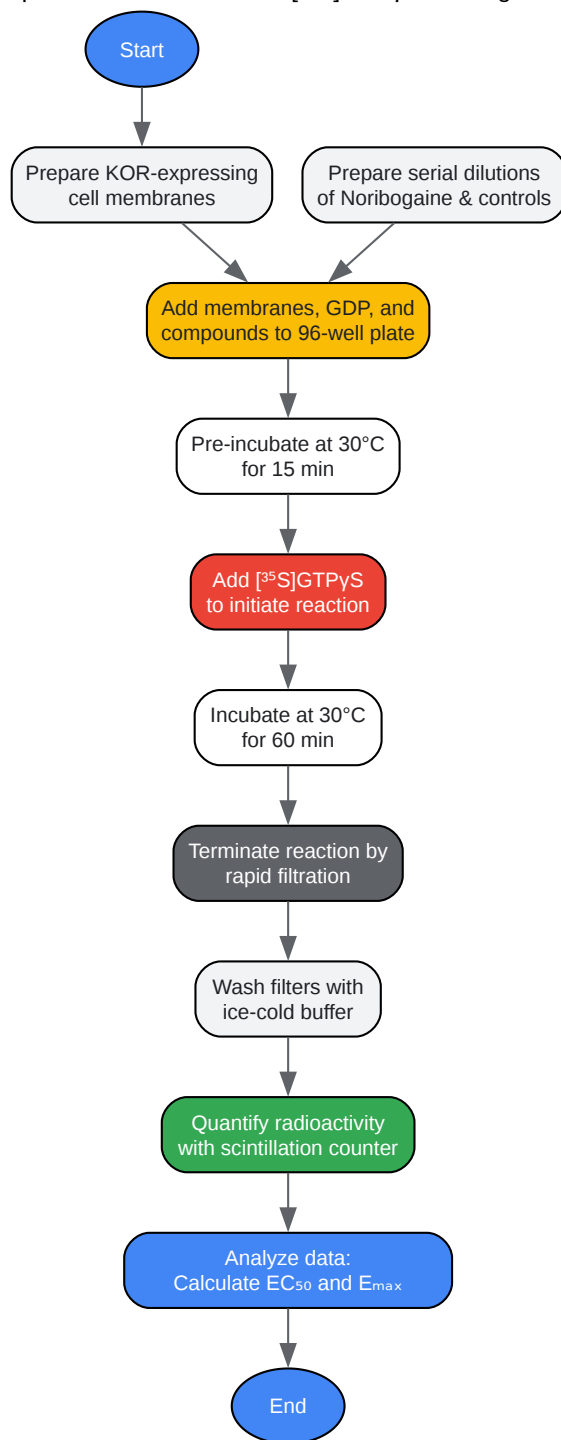 Start
Prepare KOR-expressing
cell membranes
Prepare serial dilutions
of Noribogaine & controls
Add membranes, GDP, and
compounds to 96-well plate
Pre-incubate at 30°C
for 15 min
Add [³⁵S]GTPγS
to initiate reaction
Incubate at 30°C
for 60 min
Terminate reaction by
rapid filtration
Wash filters with
ice-cold buffer
Quantify radioactivity
with scintillation counter
Analyze data:
Calculate EC₅₀ and Eₘₐₓ
End